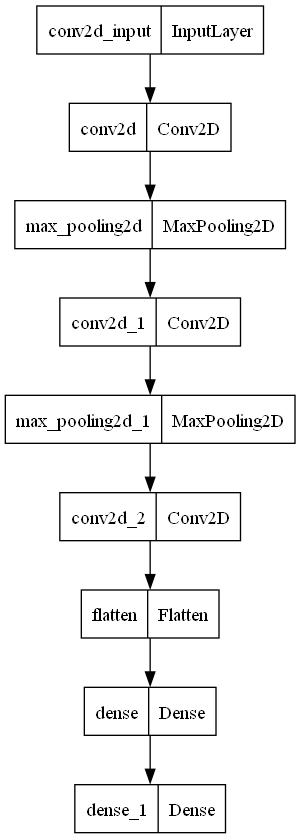 conv2d_input InputLayer
conv2d Conv2D
max_pooling2d MaxPooling2D
conv2d_1 Conv2D
max_pooling2d_1 MaxPooling2D
conv2d_2 Conv2D
flatten Flatten
dense Dense
dense_1 Dense